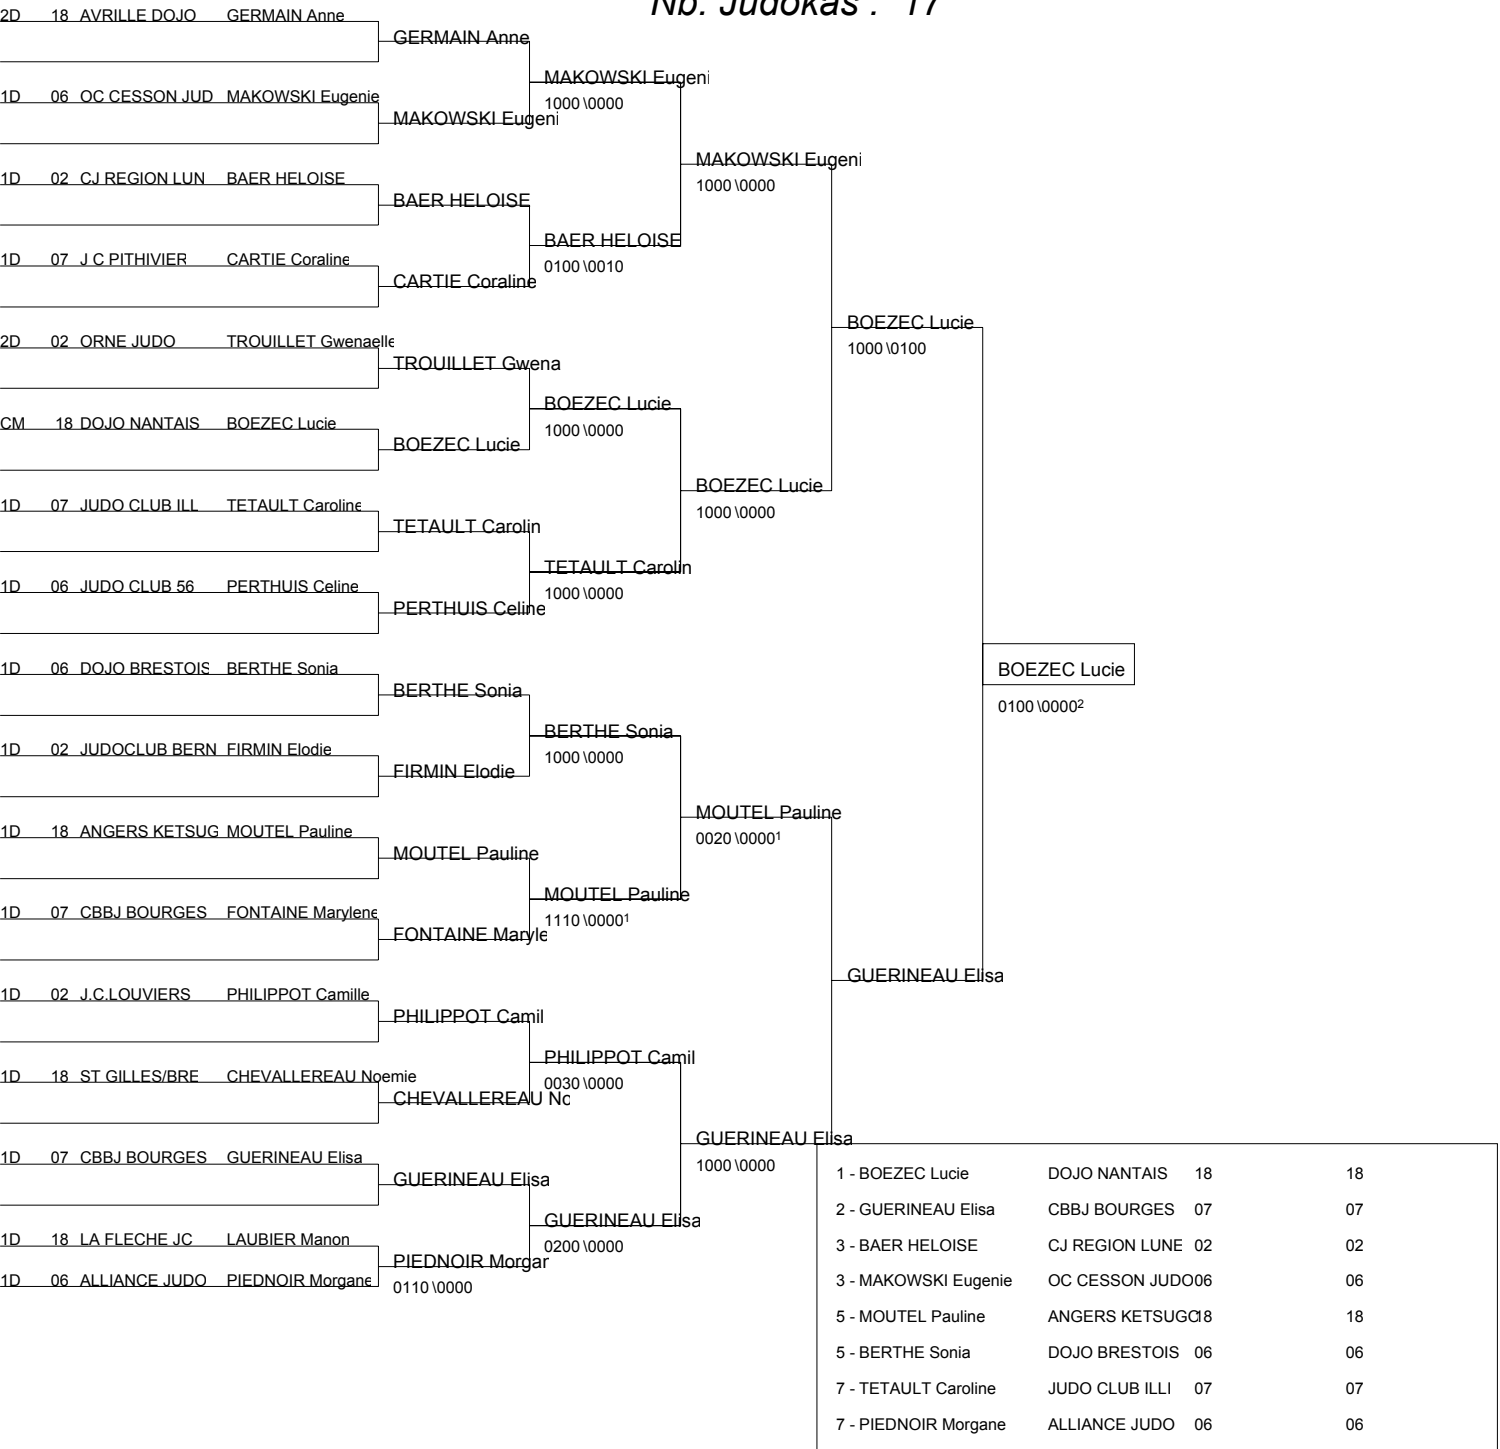 Nb. Judokas : 17
2D 18 AVRILLE DOJO GERMAIN Anne
GERMAIN Anne
MAKOWSKI Eugeni
1D 06 OC CESSON JUD MAKOWSKI Eugenie
1000 \0000
MAKOWSKI Eugeni
MAKOWSKI Eugeni
1D 02 CJ REGION LUN BAER HELOISE
1000 \0000
BAER HELOISE
BAER HELOISE
1D 07 J C PITHIVIER CARTIE Coraline
0100 \0010
CARTIE Coraline
BOEZEC Lucie
2D 02 ORNE JUDO TROUILLET Gwenaelle
1000 \0100
TROUILLET Gwena
BOEZEC Lucie
CM 18 DOJO NANTAIS BOEZEC Lucie
1000 \0000
BOEZEC Lucie
BOEZEC Lucie
1D 07 JUDO CLUB ILL TETAULT Caroline
1000 \0000
TETAULT Carolin
TETAULT Carolin
1D 06 JUDO CLUB 56 PERTHUIS Celine
1000 \0000
PERTHUIS Celine
1D 06 DOJO BRESTOIS BERTHE Sonia
BOEZEC Lucie
BERTHE Sonia
0100 \0000²
BERTHE Sonia
1D 02 JUDOCLUB BERN FIRMIN Elodie
1000 \0000
FIRMIN Elodie
MOUTEL Pauline
1D 18 ANGERS KETSUG MOUTEL Pauline
0020 \0000¹
MOUTEL Pauline
MOUTEL Pauline
1D 07 CBBJ BOURGES FONTAINE Marylene
1110 \0000¹
FONTAINE Maryle
GUERINEAU Elisa
1D 02 J.C.LOUVIERS PHILIPPOT Camille
PHILIPPOT Camil
PHILIPPOT Camil
1D 18 ST GILLES/BRE CHEVALLEREAU Noemie
0030 \0000
CHEVALLEREAU No
GUERINEAU Elisa
1D 07 CBBJ BOURGES GUERINEAU Elisa
1000 \0000
GUERINEAU Elisa
GUERINEAU Elisa
1D 18 LA FLECHE JC LAUBIER Manon
0200 \0000
PIEDNOIR Morgan
1D 06 ALLIANCE JUDO PIEDNOIR Morgane
0110 \0000
1 - BOEZEC Lucie DOJO NANTAIS 18 18
2 - GUERINEAU Elisa CBBJ BOURGES 07 07
3 - BAER HELOISE CJ REGION LUNE 02 02
3 - MAKOWSKI Eugenie OC CESSON JUDO 06 06
5 - MOUTEL Pauline ANGERS KETSUGO 18 18
5 - BERTHE Sonia DOJO BRESTOIS 06 06
7 - TETAULT Caroline JUDO CLUB ILLI 07 07
7 - PIEDNOIR Morgane ALLIANCE JUDO 06 06